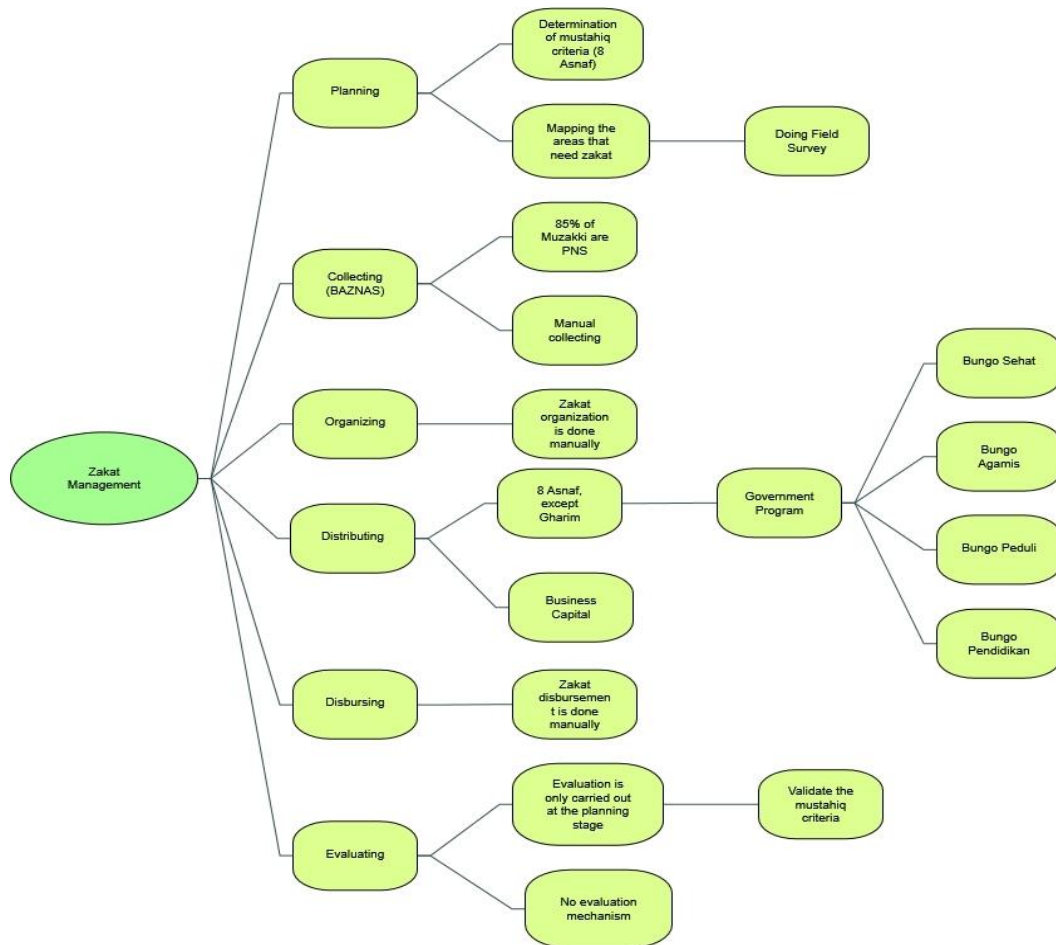 Determination
of mustahiq
criteria (8
Asnaf)
Planning
Mapping the
areas that
need zakat
Doing Field
Survey
85% of
Muzakki are
PNS
Collecting
(BAZNAS)
Manual
collecting
Bungo Sehat
Organizing
Zakat
organization
is done
manually
Bungo
Agamis
Zakat
Management
8 Asnaf,
except
Gharim
Government
Program
Distributing
Bungo Peduli
Business
Capital
Bungo
Pendidikan
Disbursing
Zakat
disbursemen
t is done
manually
Evaluation is
only carried out
at the planning
stage
Validate the
mustahiq
criteria
Evaluating
No evaluation
mechanism